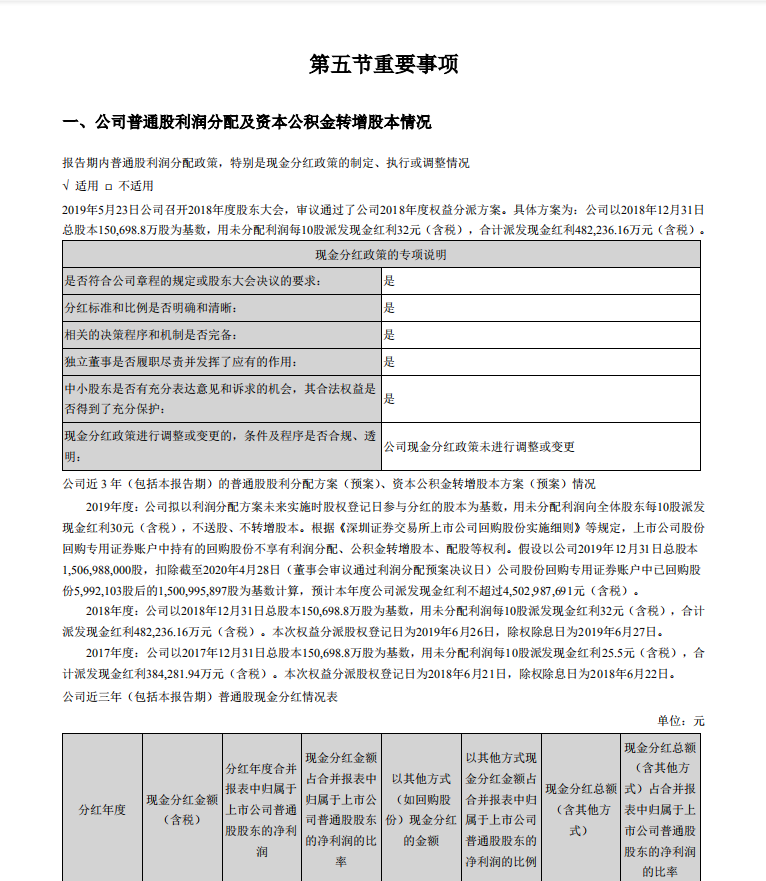 第五节重要事项
一、公司普通股利润分配及资本公积金转增股本情况
报告期内普通股利润分配政策，特别是现金分红政策的制定、执行或调整情况
√ 适用 □ 不适用
2019年5月23日公司召开2018年度股东大会，审议通过了公司2018年度权益分派方案。具体方案为：公司以2018年12月31日
总股本150,698.8万股为基数，用未分配利润每10股派发现金红利32元（含税），合计派发现金红利482,236.16万元（含税）。
现金分红政策的专项说明
是否符合公司章程的规定或股东大会决议的要求： 是
分红标准和比例是否明确和清晰： 是
相关的决策程序和机制是否完备： 是
独立董事是否履职尽责并发挥了应有的作用： 是
中小股东是否有充分表达意见和诉求的机会，其合法权益是
否得到了充分保护：
是
现金分红政策进行调整或变更的，条件及程序是否合规、透
明：
公司现金分红政策未进行调整或变更
公司近 3 年（包括本报告期）的普通股股利分配方案（预案）、资本公积金转增股本方案（预案）情况
2019年度：公司拟以利润分配方案未来实施时股权登记日参与分红的股本为基数，用未分配利润向全体股东每10股派发
现金红利30元（含税），不送股、不转增股本。根据《深圳证券交易所上市公司回购股份实施细则》等规定，上市公司股份
回购专用证券账户中持有的回购股份不享有利润分配、公积金转增股本、配股等权利。假设以公司2019年12月31日总股本
1,506,988,000股，扣除截至2020年4月28日（董事会审议通过利润分配预案决议日）公司股份回购专用证券账户中已回购股
份5,992,103股后的1,500,995,897股为基数计算，预计本年度公司派发现金红利不超过4,502,987,691元（含税）。
2018年度：公司以2018年12月31日总股本150,698.8万股为基数，用未分配利润每10股派发现金红利32元（含税），合计
派发现金红利482,236.16万元（含税）。本次权益分派股权登记日为2019年6月26日，除权除息日为2019年6月27日。
2017年度：公司以2017年12月31日总股本150,698.8万股为基数，用未分配利润每10股派发现金红利25.5元（含税），合
计派发现金红利384,281.94万元（含税）。本次权益分派股权登记日为2018年6月21日，除权除息日为2018年6月22日。
公司近三年（包括本报告期）普通股现金分红情况表
单位：元
分红年度
现金分红金额
（含税）
分红年度合并
报表中归属于
上市公司普通
股股东的净利
润
现金分红金额
占合并报表中
归属于上市公
司普通股股东
的净利润的比
率
以其他方式
（如回购股
份）现金分红
的金额
以其他方式现
金分红金额占
合并报表中归
属于上市公司
普通股股东的
净利润的比例
现金分红总额
（含其他方
式）
现金分红总额
（含其他方
式）占合并报
表中归属于上
市公司普通股
股东的净利润
的比率